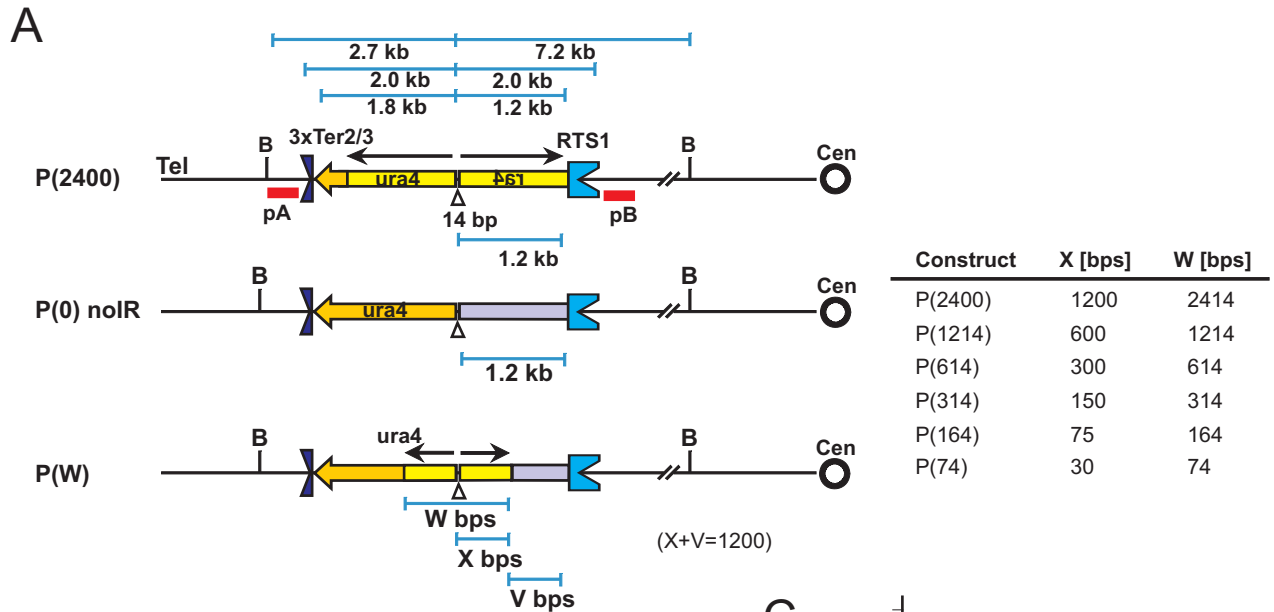 A
2.7 kb 7.2 kb
2.0 kb 2.0 kb
1.8 kb 1.2 kb
3xTer2/3 RTS1
B B
Tel Cen
P(2400) ura4 ra4
pA 14 bp pB
1.2 kb
B B
Cen
P(0) noIR ura4
1.2 kb
B ura4 B
Cen
P(W)
W bps
X bps (X+V=1200)
V bps
Construct X [bps] W [bps]
P(2400) 1200 2414
P(1214) 600 1214
P(614) 300 614
P(314) 150 314
P(164) 75 164
P(74) 30 74